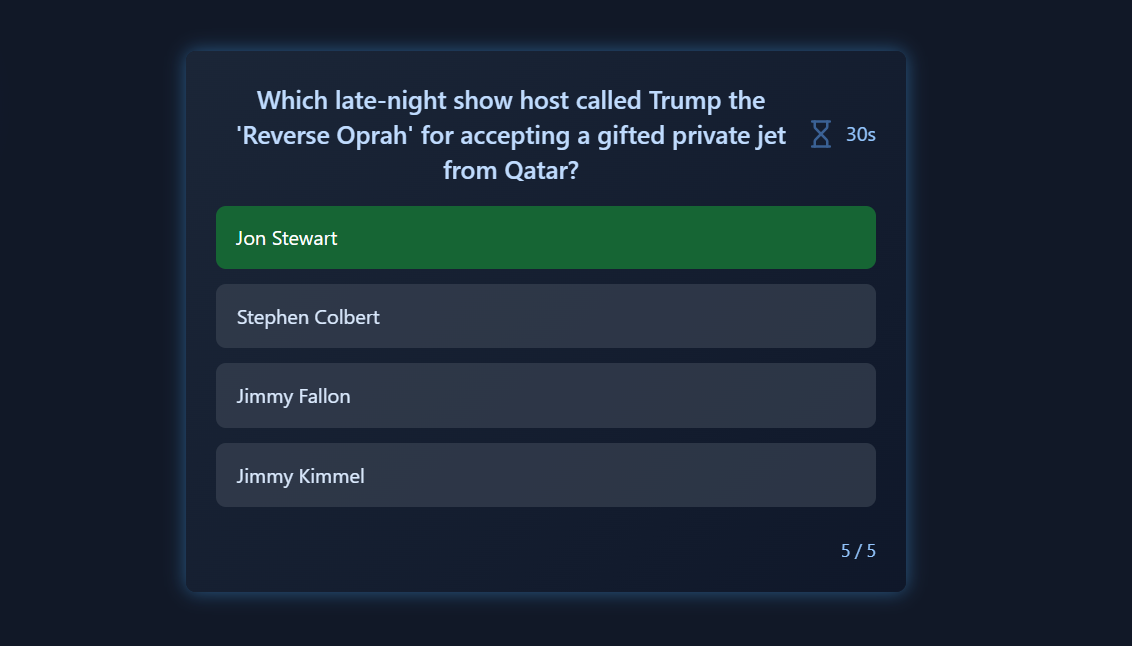 Which late-night show host called Trump the
'Reverse Oprah' for accepting a gifted private jet
from Qatar?
30s
Jon Stewart
Stephen Colbert
Jimmy Fallon
Jimmy Kimmel
5 / 5